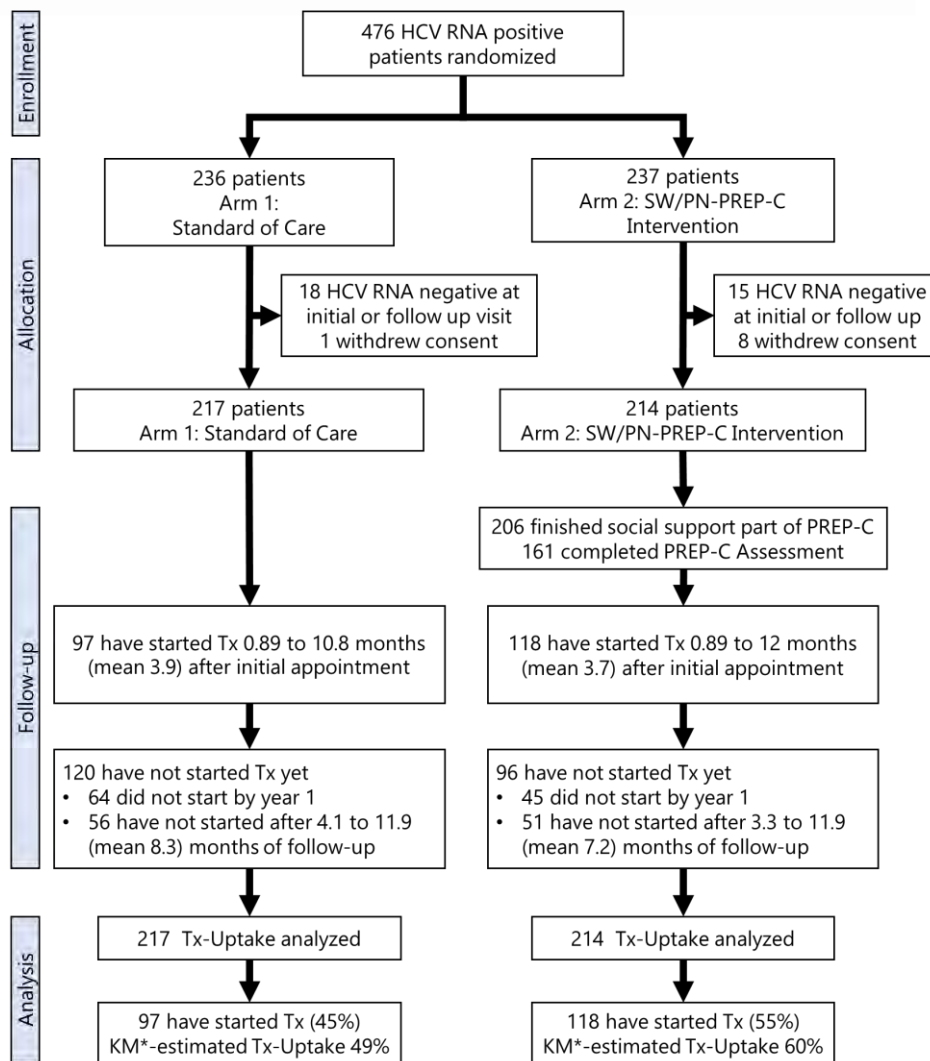 Enrollment
476 HCV RNA positive
patients randomized
Allocation
236 patients
Arm 1:
Standard of Care
237 patients
Arm 2: SW/PN-PREP-C
Intervention
18 HCV RNA negative at
initial or follow up visit
1 withdrew consent
15 HCV RNA negative
at initial or follow up
8 withdrew consent
217 patients
Arm 1: Standard of Care
214 patients
Arm 2: SW/PN-PREP-C Intervention
Follow-up
206 finished social support part of PREP-C
161 completed PREP-C Assessment
97 have started Tx 0.89 to 10.8 months
(mean 3.9) after initial appointment
118 have started Tx 0.89 to 12 months
(mean 3.7) after initial appointment
120 have not started Tx yet
• 64 did not start by year 1
• 56 have not started after 4.1 to 11.9
(mean 8.3) months of follow-up
96 have not started Tx yet
• 45 did not start by year 1
• 51 have not started after 3.3 to 11.9
(mean 7.2) months of follow-up
Analysis
217 Tx-Uptake analyzed
214 Tx-Uptake analyzed
97 have started Tx (45%)
KM*-estimated Tx-Uptake 49%
118 have started Tx (55%)
KM*-estimated Tx-Uptake 60%